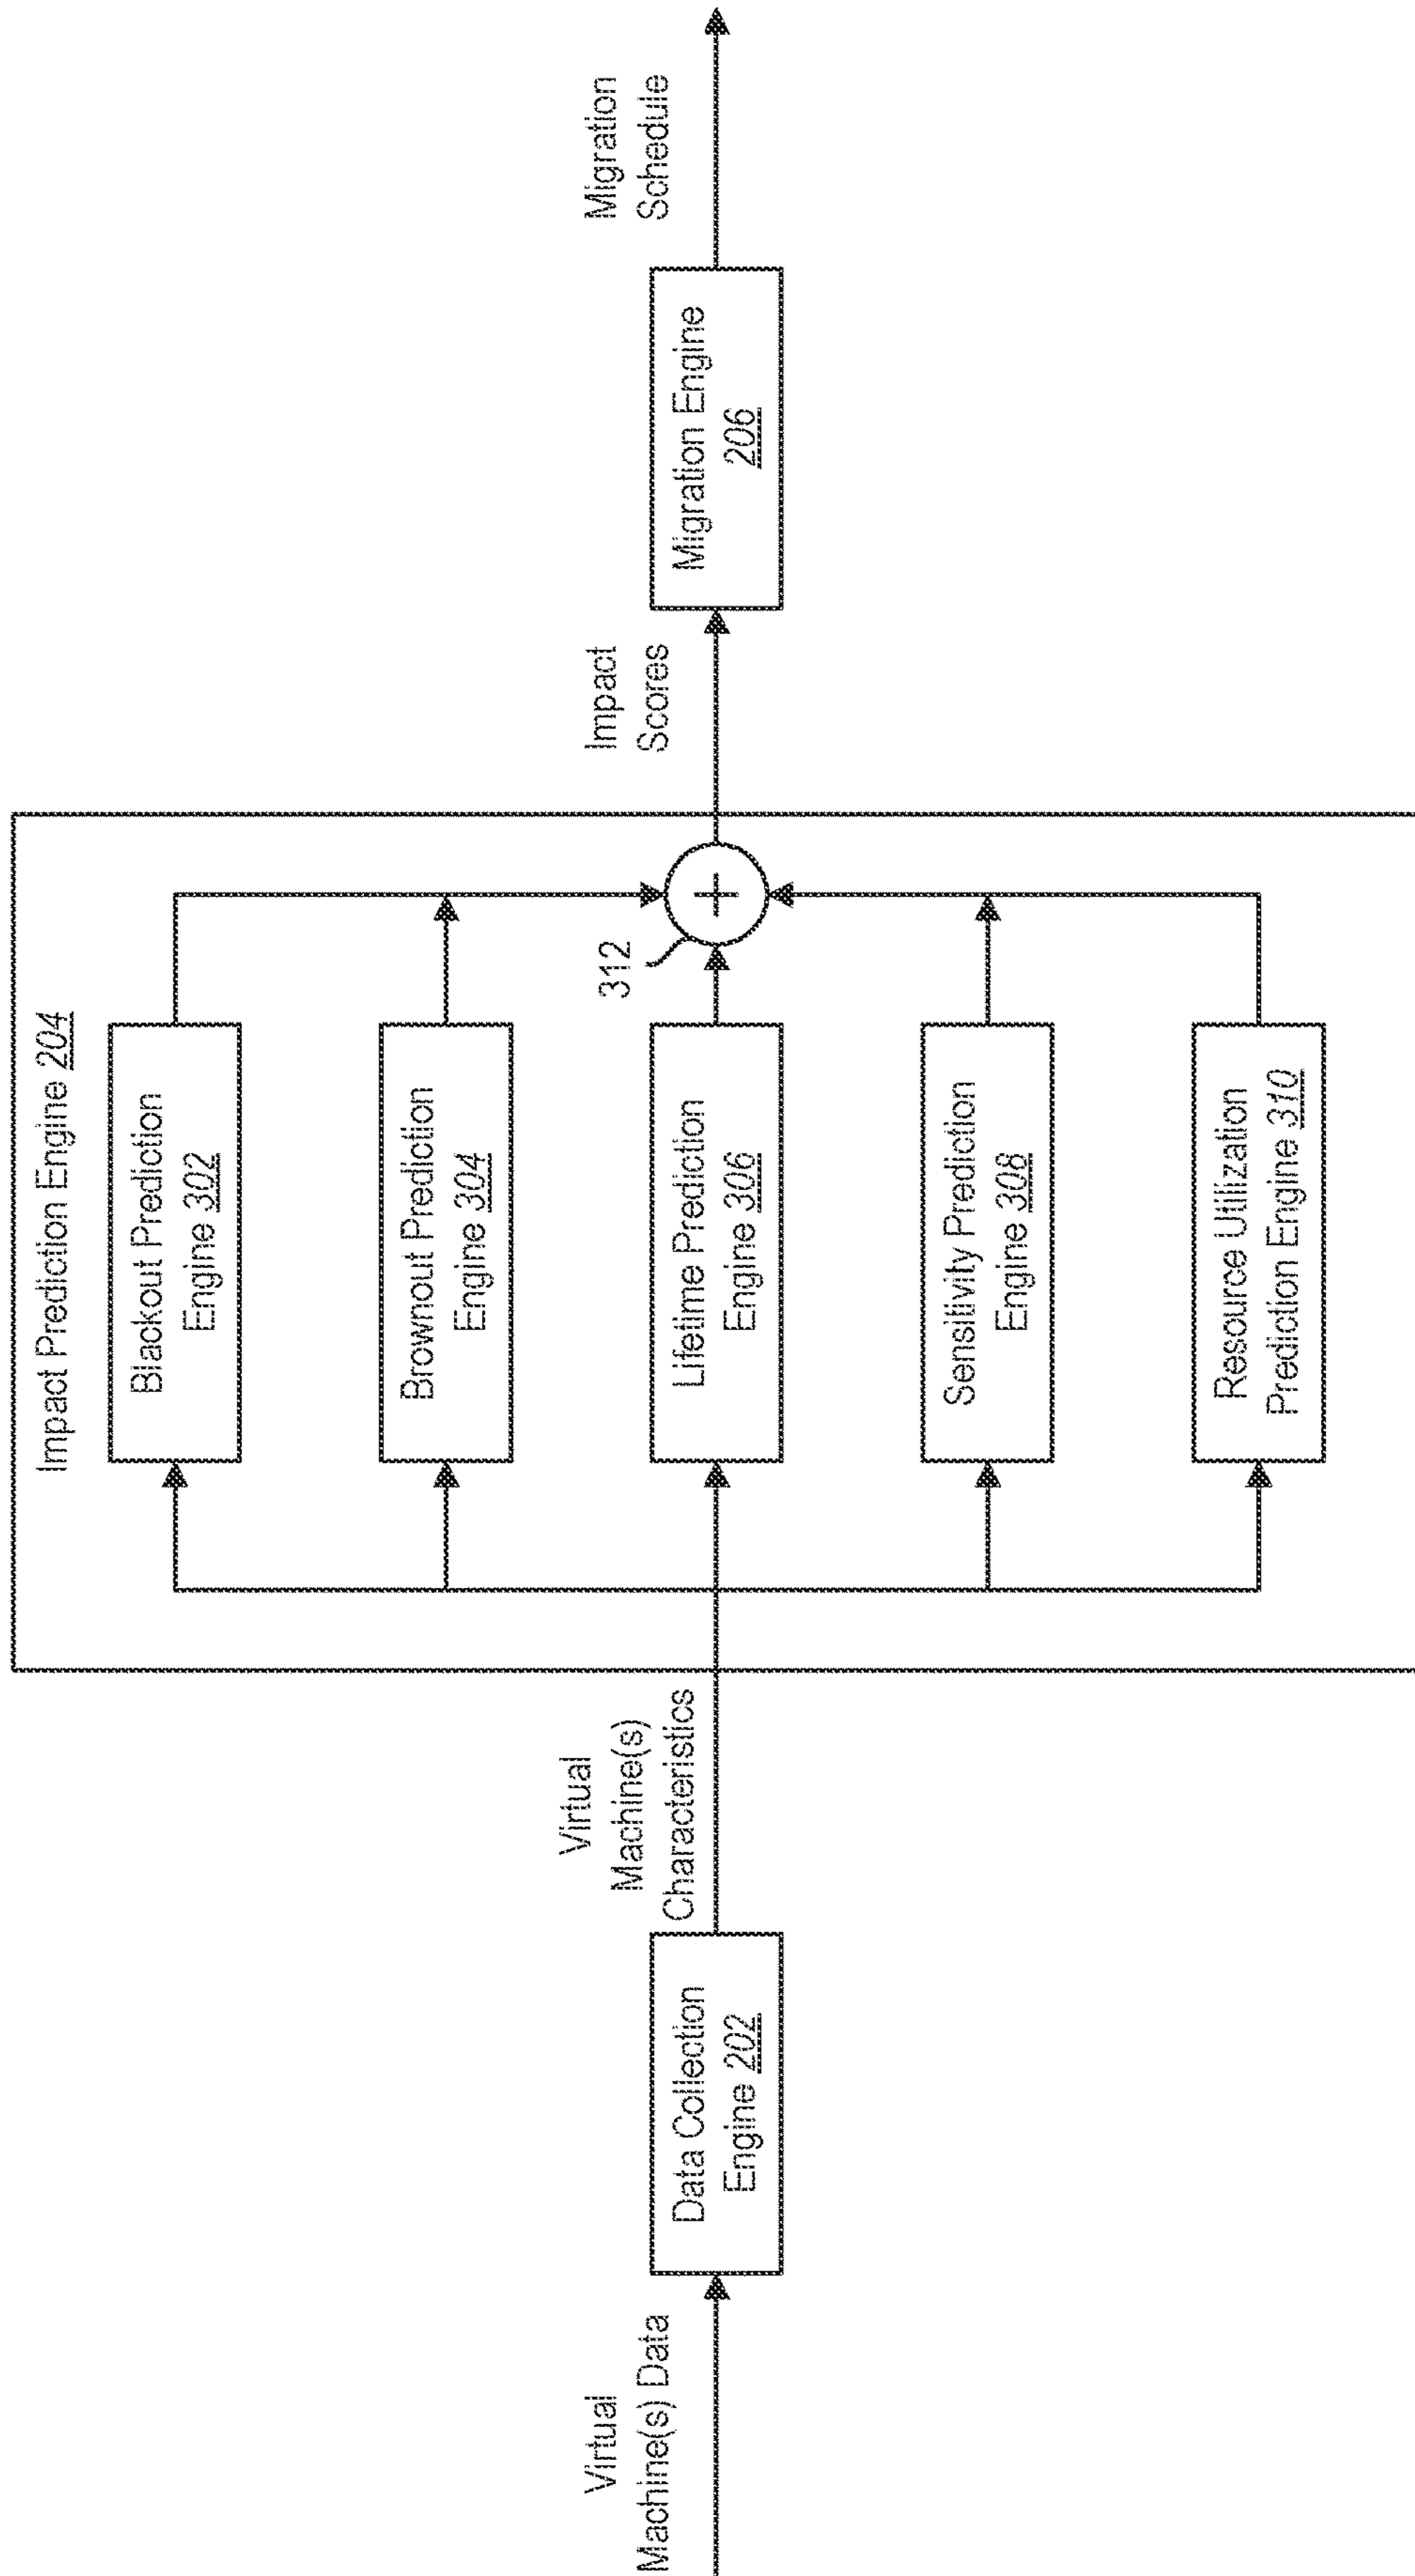 Virtual
Machine(s) Data
Data Collection
Engine 202
Virtual
Machine(s)
Characteristics
Impact Prediction Engine 204
Blackout Prediction
Engine 302
Brownout Prediction
Engine 304
Lifetime Prediction
Engine 306
Sensitivity Prediction
Engine 308
Resource Utilization
Prediction Engine 310
312
+
Impact
Scores
Migration Engine
206
Migration
Schedule